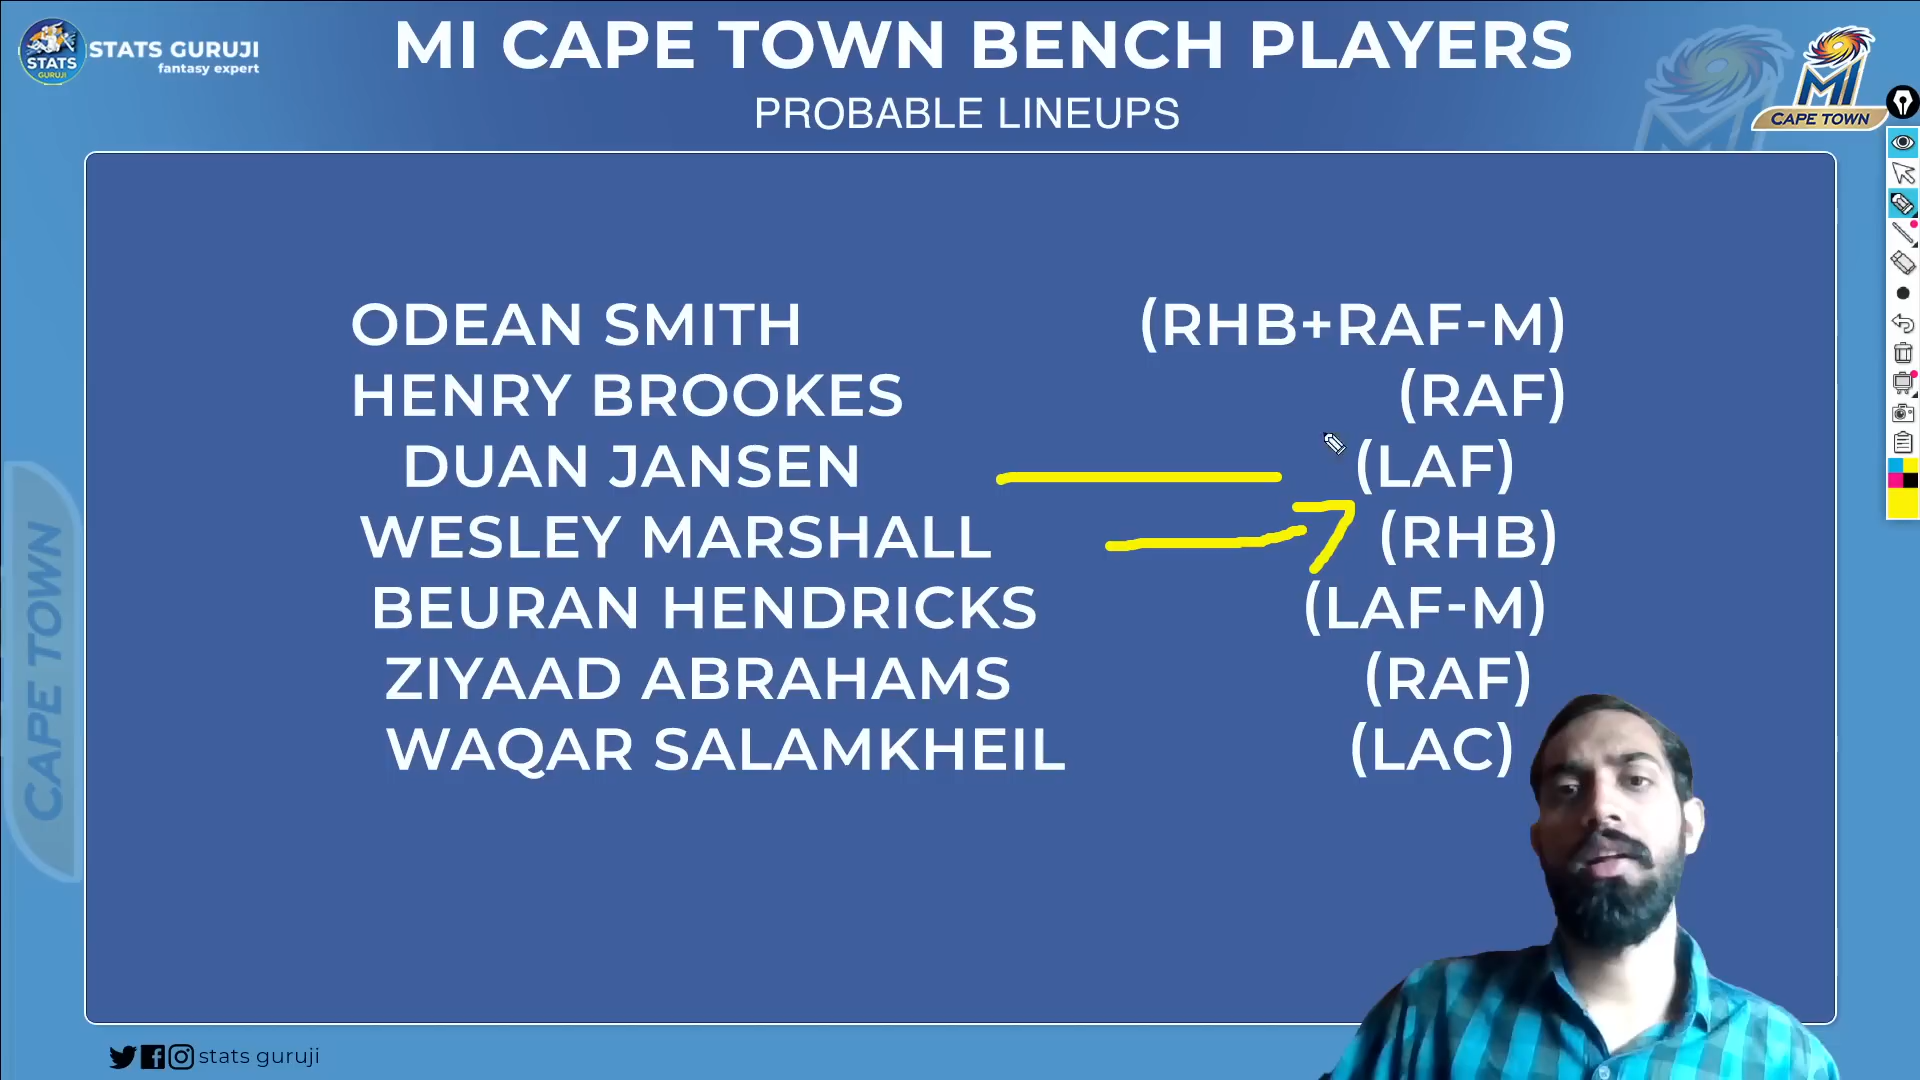 STATS GURUJI
fantasy expert
STATS
GURUJI
MI CAPE TOWN BENCH PLAYERS
PROBABLE LINEUPS
MI
CAPE TOWN
ODEAN SMITH (RHB+RAF-M)
HENRY BROOKES (RAF)
DUAN JANSEN (LAF)
WESLEY MARSHALL (RHB)
BEURAN HENDRICKS (LAF-M)
ZIYAAD ABRAHAMS (RAF)
WAQAR SALAMKHEIL (LAC)
CAPE TOWN
stats guruji